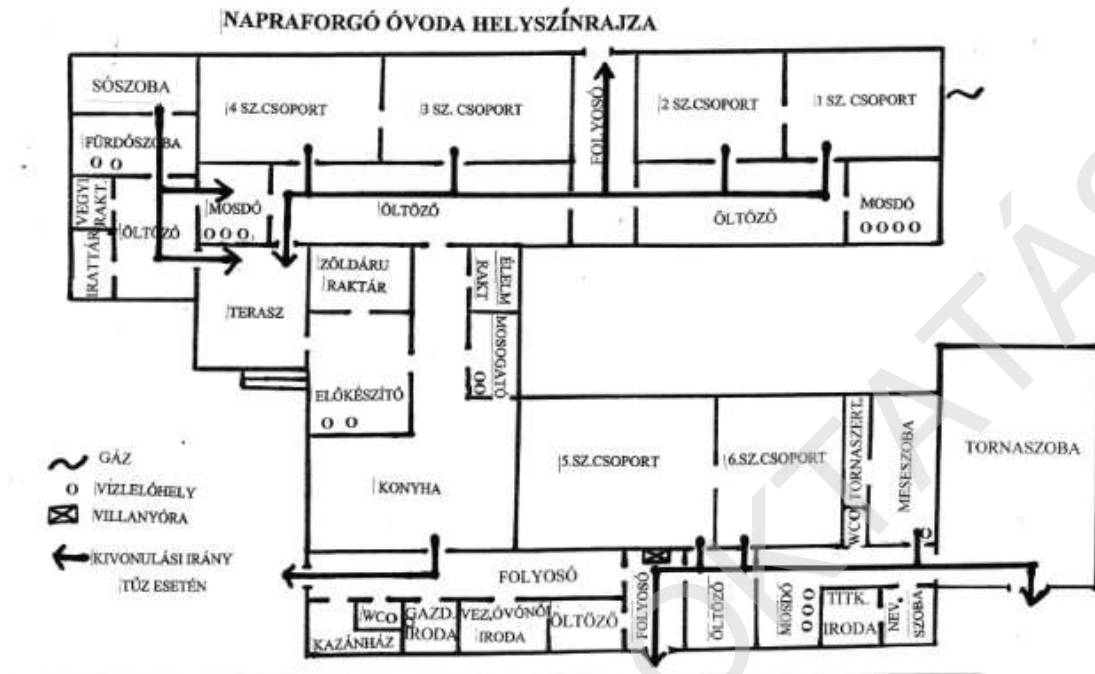 NAPRAFORGÓ ÓVODA HELYSZÍNRAJZA
SÓSZOBA
4 SZ.CSOPORT
3 SZ. CSOPORT
FOLYOSÓ
2 SZ.CSOPORT
1 SZ. CSOPORT
FÜRDŐSZOBA
VEGYI
RAKT.
ÖLTÖZŐ
MOSDÓ
ÖLTÖZŐ
ÖLTÖZŐ
MOSDÓ
IRATTÁR
TERASZ
ZÖLDÁRU
RAKTÁR
ÉLELM
RAKT
MOSOGATÓ
ELŐKÉSZÍTŐ
KONYHA
5.SZ.CSOPORT
6.SZ.CSOPORT
TORNASZERT.
WC
MESESZOBA
TORNASZOBA
GÁZ
VÍZLELŐHELY
VILLANYÓRA
KIVONULÁSI IRÁNY
TŰZ ESETÉN
FOLYOSÓ
WC
KAZÁNHÁZ
GAZD.
IRODA
VEZ.ÓVÓNŐI
IRODA
ÖLTÖZŐ
FOLYOSÓ
ÖLTÖZŐ
MOSDÓ
TITK.
IRODA
NEV.
SZOBA
OKTATÁS